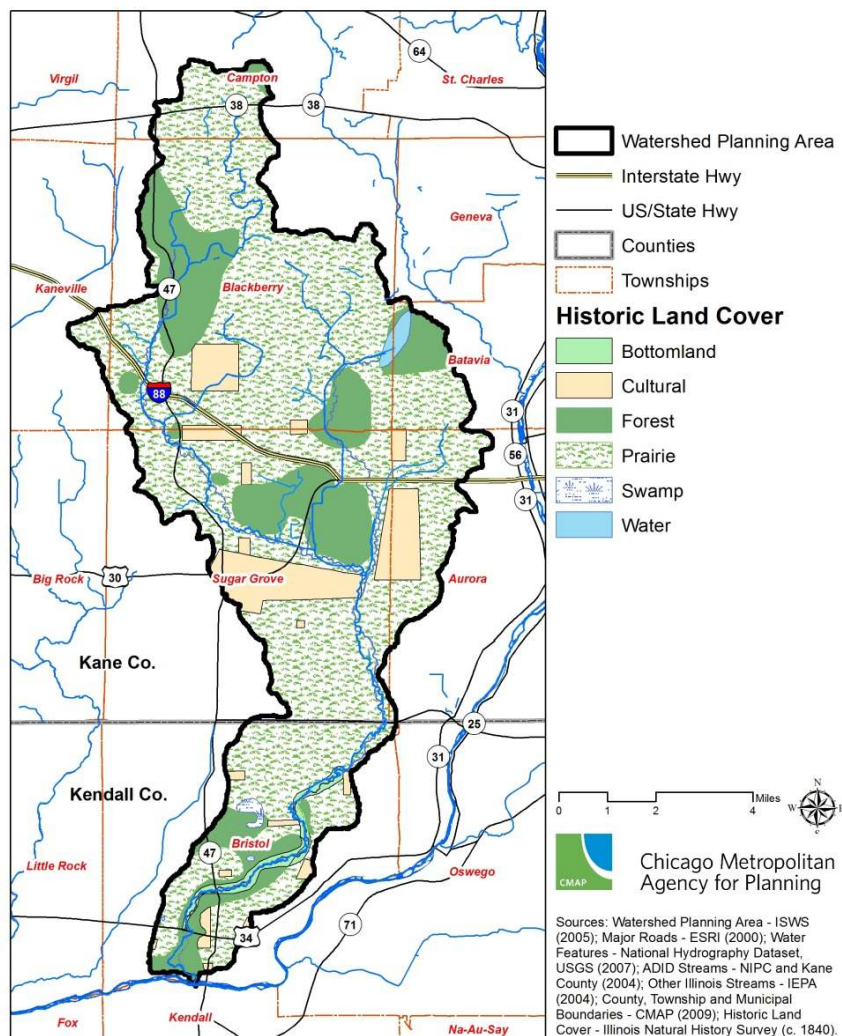 64
Virgil
Campton
St. Charles
38
38
Geneva
Kaneville
47
Blackberry
Batavia
88
31
56
31
Big Rock
30
Sugar Grove
Aurora
Kane Co.
25
31
Kendall Co.
Bristol
47
Little Rock
Oswego
34
71
Fox
Kendall
Na-Au-Say
Watershed Planning Area
Interstate Hwy
US/State Hwy
Counties
Townships
Historic Land Cover
Bottomland
Cultural
Forest
Prairie
Swamp
Water
Miles
0 1 2 4
N
W E
S
CMAP
Chicago Metropolitan
Agency for Planning
Sources: Watershed Planning Area - ISWS
(2005); Major Roads - ESRI (2000); Water
Features - National Hydrography Dataset,
USGS (2007); ADID Streams - NIPC and Kane
County (2004); Other Illinois Streams - IEPA
(2004); County, Township and Municipal
Boundaries - CMAP (2009); Historic Land
Cover - Illinois Natural History Survey (c. 1840).